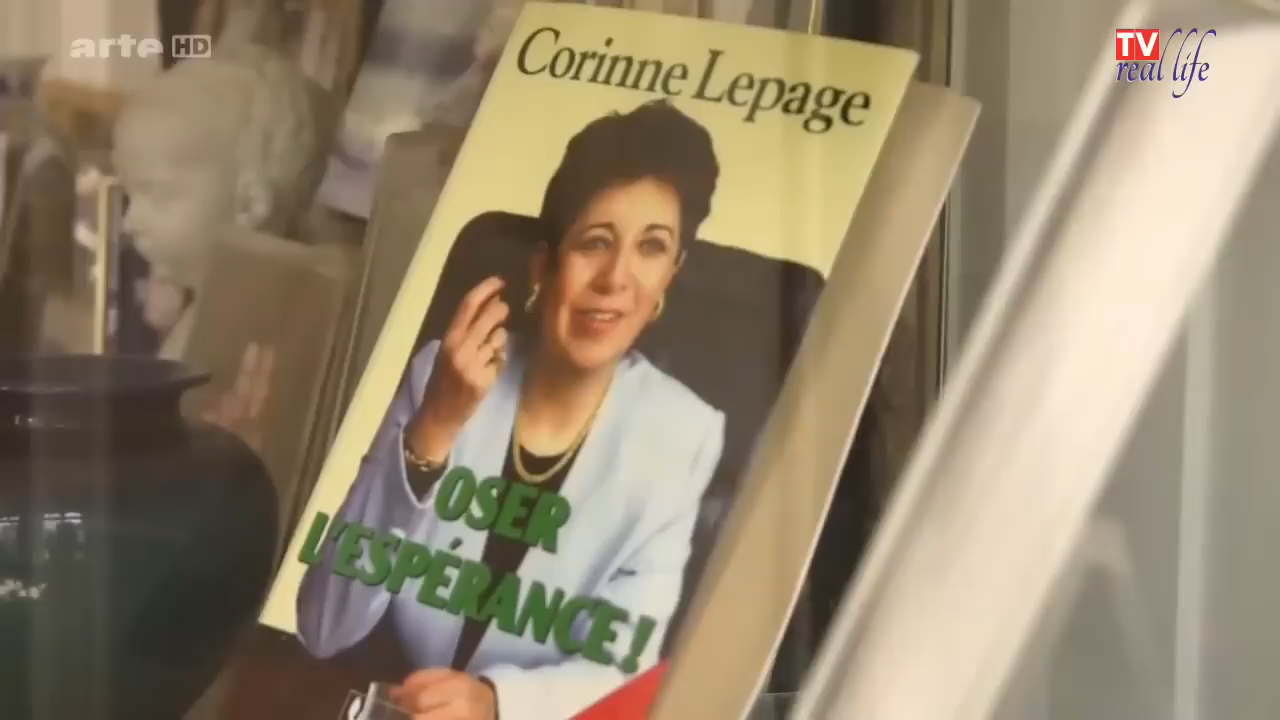 arte HD
TV
real life
Corinne Lepage
OSER
L'ESPÉRANCE!